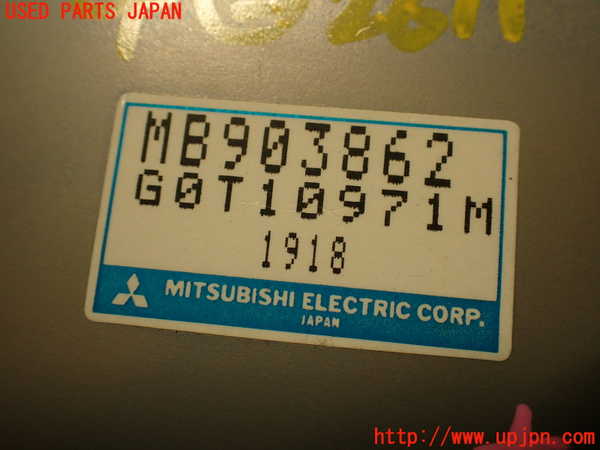 USED PARTS JAPAN
MB903862
G0T10971M
1918
MITSUBISHI ELECTRIC CORP.
JAPAN
http://www.upjpn.com/